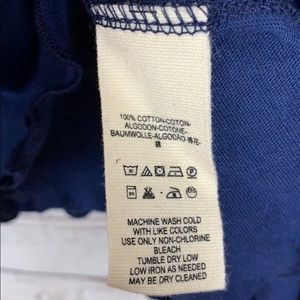 100% COTTON-COTON-
ALGODON-COTONE-
BAUMWOLLE-ALGODÃO-棉花-
MACHINE WASH COLD
WITH LIKE COLORS
USE ONLY NON-CHLORINE
BLEACH
TUMBLE DRY LOW
LOW IRON AS NEEDED
MAY BE DRY CLEANED